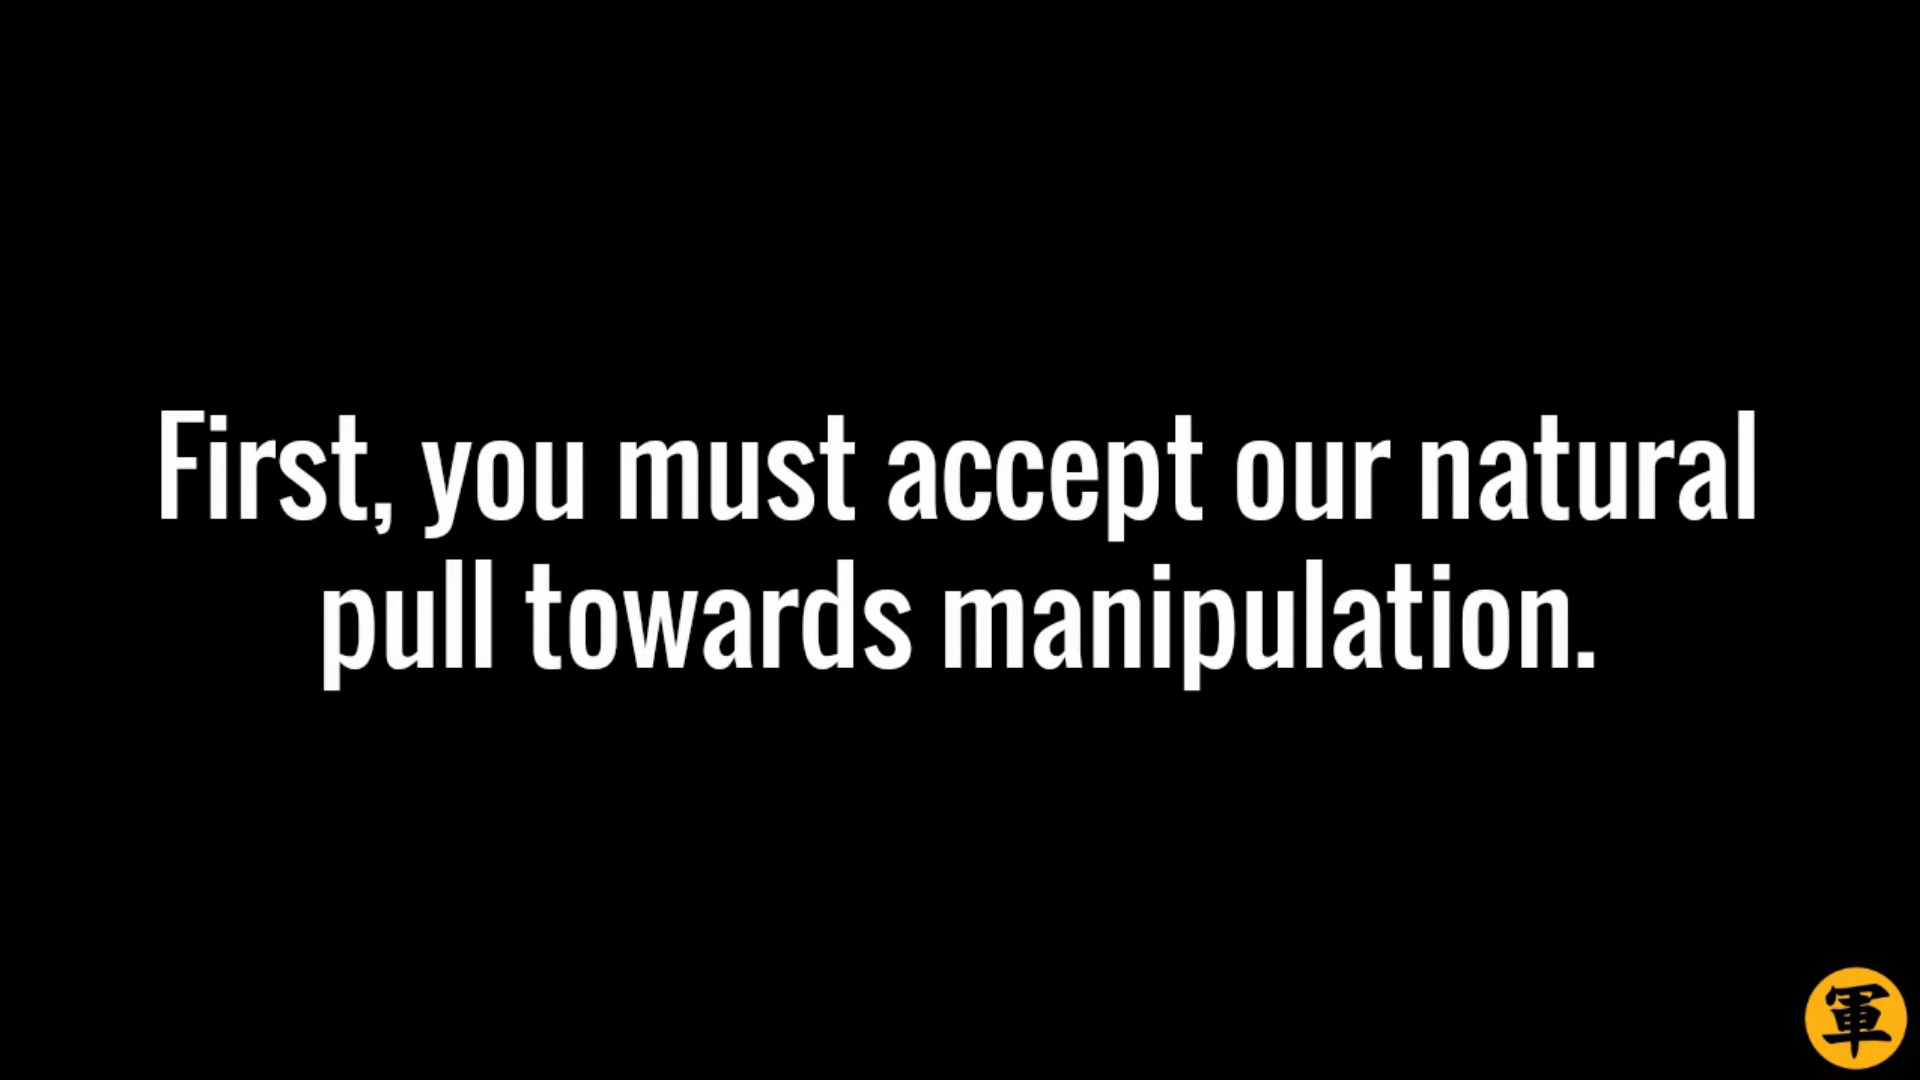 First, you must accept our natural
pull towards manipulation.
軍